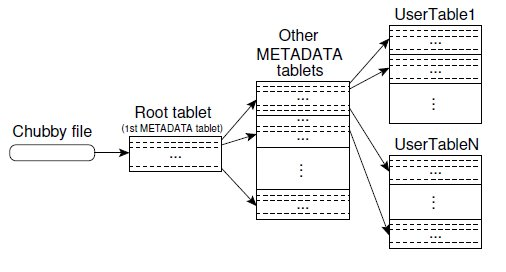 Chubby file
Root tablet
(1st METADATA tablet)
...
Other
METADATA
tablets
...
...
...
⋮
...
UserTable1
...
...
⋮
UserTableN
...
⋮
...